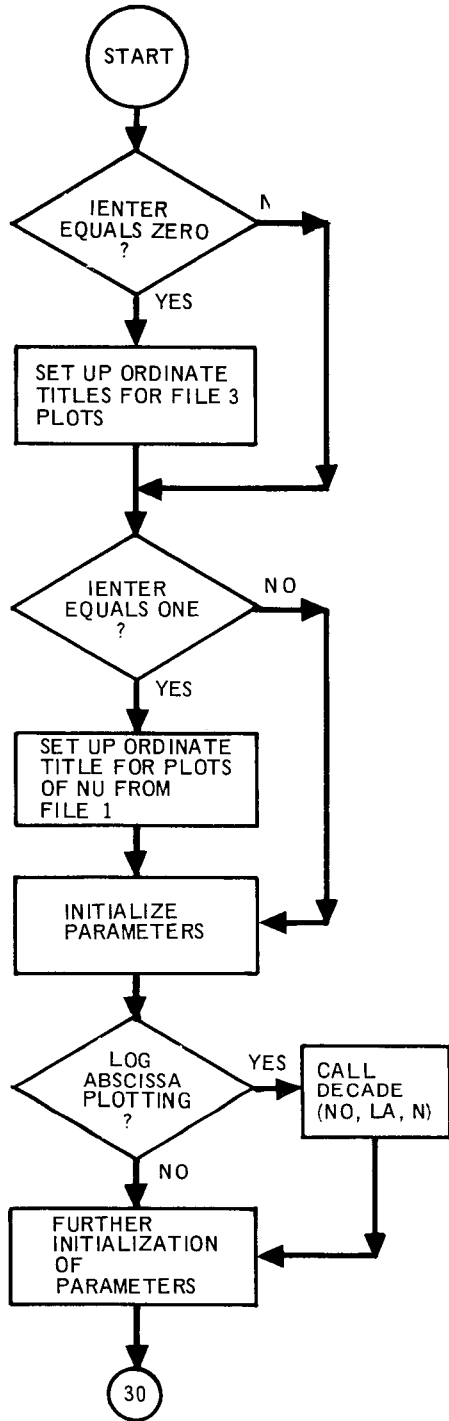 START
IENTER
EQUALS ZERO
?
N
YES
SET UP ORDINATE
TITLES FOR FILE 3
PLOTS
IENTER
EQUALS ONE
?
NO
YES
SET UP ORDINATE
TITLE FOR PLOTS
OF NU FROM
FILE 1
INITIALIZE
PARAMETERS
LOG
ABSCISSA
PLOTTING
?
YES
CALL
DECADE
(NO, LA, N)
NO
FURTHER
INITIALIZATION
OF
PARAMETERS
30